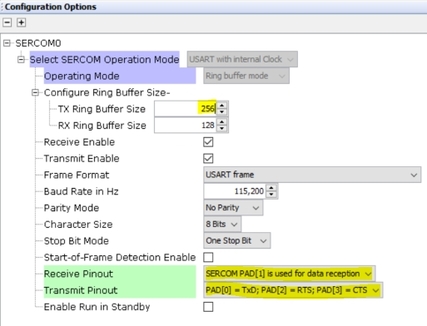 Configuration Options
SERCOM0
Select SERCOM Operation Mode USART with internal Clock
Operating Mode Ring buffer mode
Configure Ring Buffer Size-
TX Ring Buffer Size 256
RX Ring Buffer Size 128
Receive Enable
Transmit Enable
Frame Format USART frame
Baud Rate in Hz 115,200
Parity Mode No Parity
Character Size 8 Bits
Stop Bit Mode One Stop Bit
Start-of-Frame Detection Enable
Receive Pinout SERCOM PAD[1] is used for data reception
Transmit Pinout PAD[0] = TxD; PAD[2] = RTS; PAD[3] = CTS
Enable Run in Standby